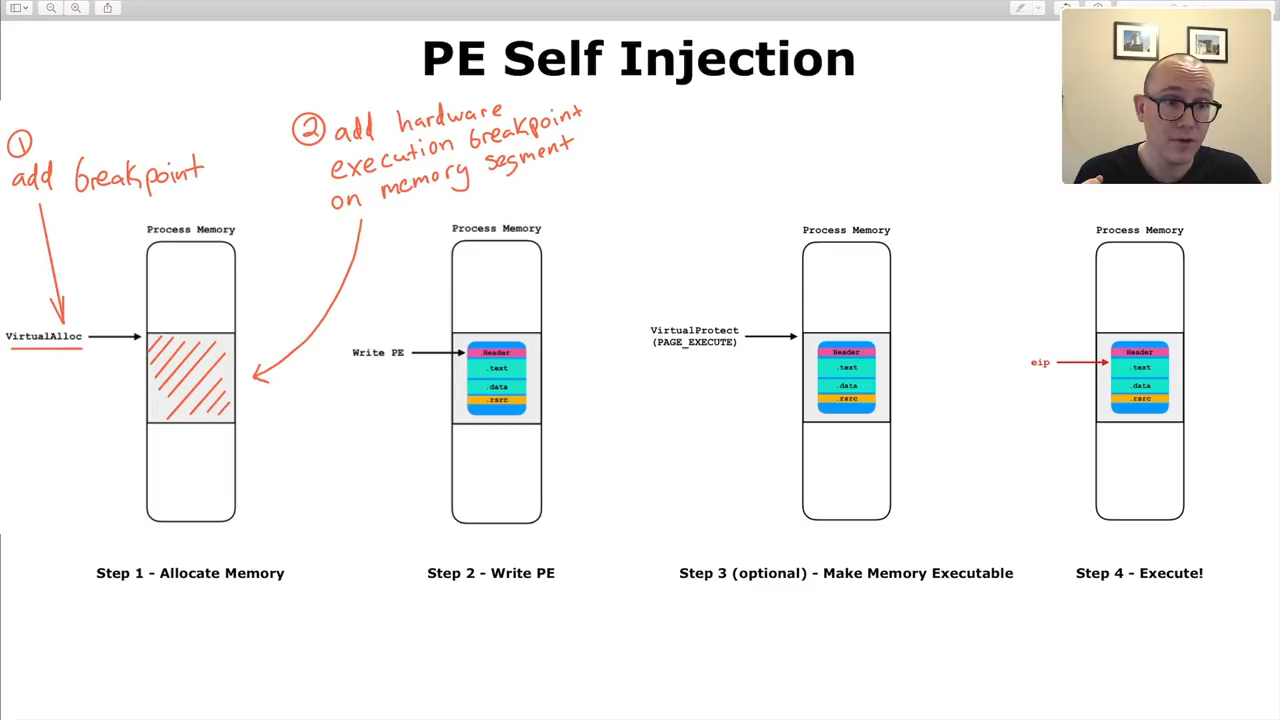 PE Self Injection
①
add breakpoint
② add hardware
execution breakpoint
on memory segment
Process Memory
Process Memory
Process Memory
Process Memory
VirtualAlloc
Write PE
Header
.text
.data
.rsrc
VirtualProtect
(PAGE_EXECUTE)
Header
.text
.data
.rsrc
eip
Header
.text
.data
.rsrc
Step 1 - Allocate Memory
Step 2 - Write PE
Step 3 (optional) - Make Memory Executable
Step 4 - Execute!